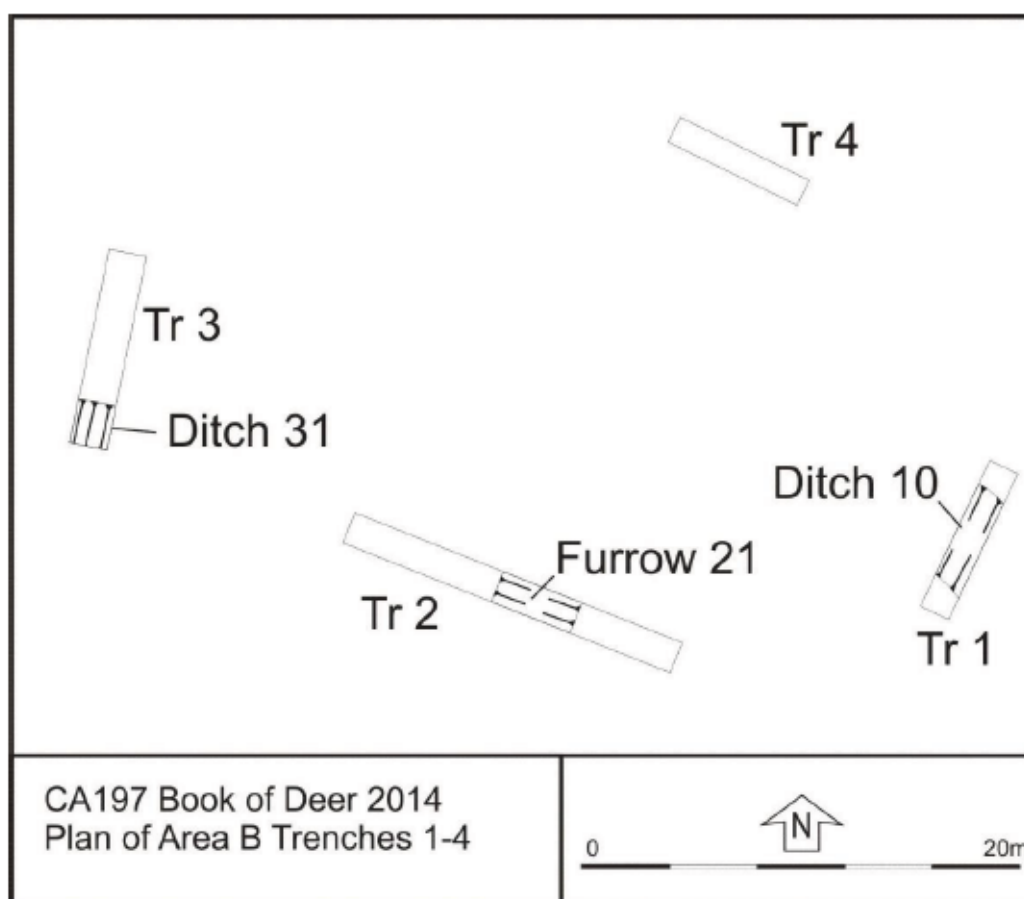 Tr 4
Tr 3
Ditch 31
Ditch 10
Furrow 21
Tr 2
Tr 1
CA197 Book of Deer 2014
Plan of Area B Trenches 1-4
N
0 20m